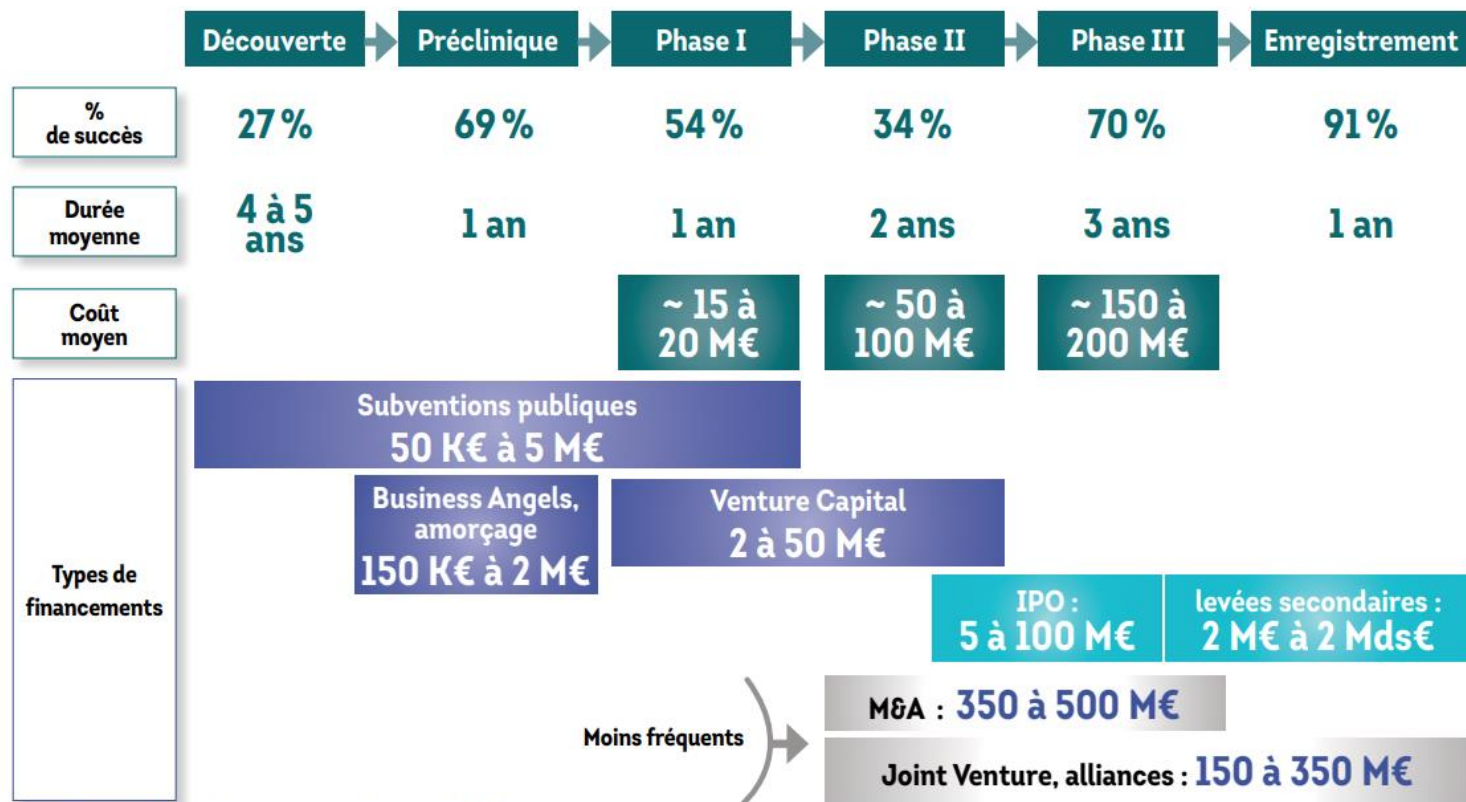 Découverte
Préclinique
Phase I
Phase II
Phase III
Enregistrement
%
de succès
27 %
69 %
54 %
34 %
70 %
91 %
Durée
moyenne
4 à 5
ans
1 an
1 an
2 ans
3 ans
1 an
Coût
moyen
~ 15 à
20 M€
~ 50 à
100 M€
~ 150 à
200 M€
Types de
financements
Subventions publiques
50 K€ à 5 M€
Business Angels,
amorçage
150 K€ à 2 M€
Venture Capital
2 à 50 M€
IPO :
5 à 100 M€
levées secondaires :
2 M€ à 2 Mds€
Moins fréquents
M&A : 350 à 500 M€
Joint Venture, alliances : 150 à 350 M€